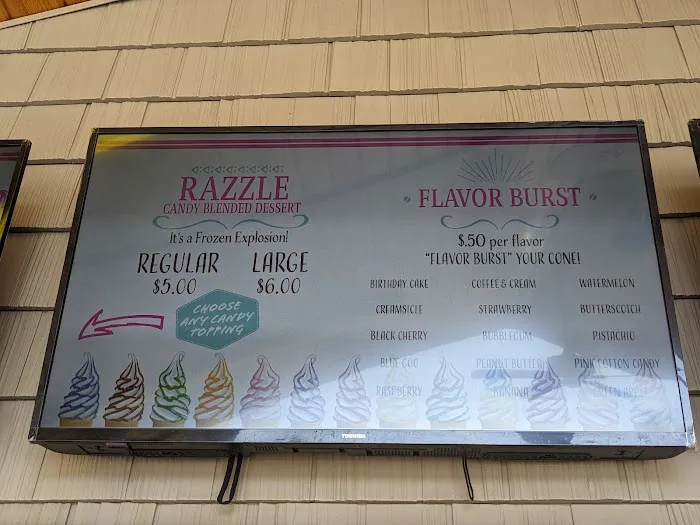 RAZZLE
CANDY BLENDED DESSERT
It's a Frozen Explosion!
REGULAR LARGE
$5.00 $6.00
CHOOSE
ANY CANDY
TOPPING
FLAVOR BURST
$.50 per flavor
"FLAVOR BURST" YOUR CONE!
BIRTHDAY CAKE COFFEE & CREAM WATERMELON
CREAMSICLE STRAWBERRY BUTTERSCOTCH
BLACK CHERRY BUBBLEGUM PISTACHIO
BLUE GOO PEANUT BUTTER PINK COTTON CANDY
RASPBERRY BANANA GREEN APPLE
TOSHIBA